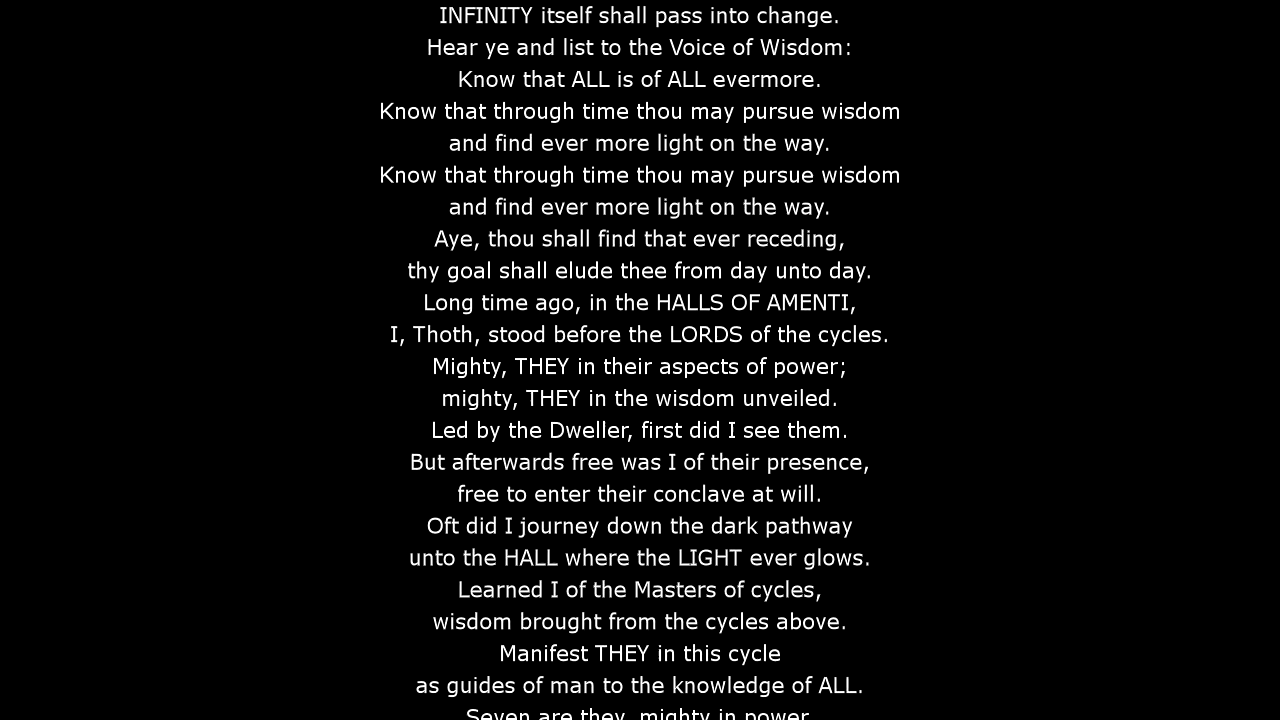 INFINITY itself shall pass into change.
Hear ye and list to the Voice of Wisdom:
Know that ALL is of ALL evermore.
Know that through time thou may pursue wisdom
and find ever more light on the way.
Know that through time thou may pursue wisdom
and find ever more light on the way.
Aye, thou shall find that ever receding,
thy goal shall elude thee from day unto day.
Long time ago, in the HALLS OF AMENTI,
I, Thoth, stood before the LORDS of the cycles.
Mighty, THEY in their aspects of power;
mighty, THEY in the wisdom unveiled.
Led by the Dweller, first did I see them.
But afterwards free was I of their presence,
free to enter their conclave at will.
Oft did I journey down the dark pathway
unto the HALL where the LIGHT ever glows.
Learned I of the Masters of cycles,
wisdom brought from the cycles above.
Manifest THEY in this cycle
as guides of man to the knowledge of ALL.
Seven are they, mighty in power